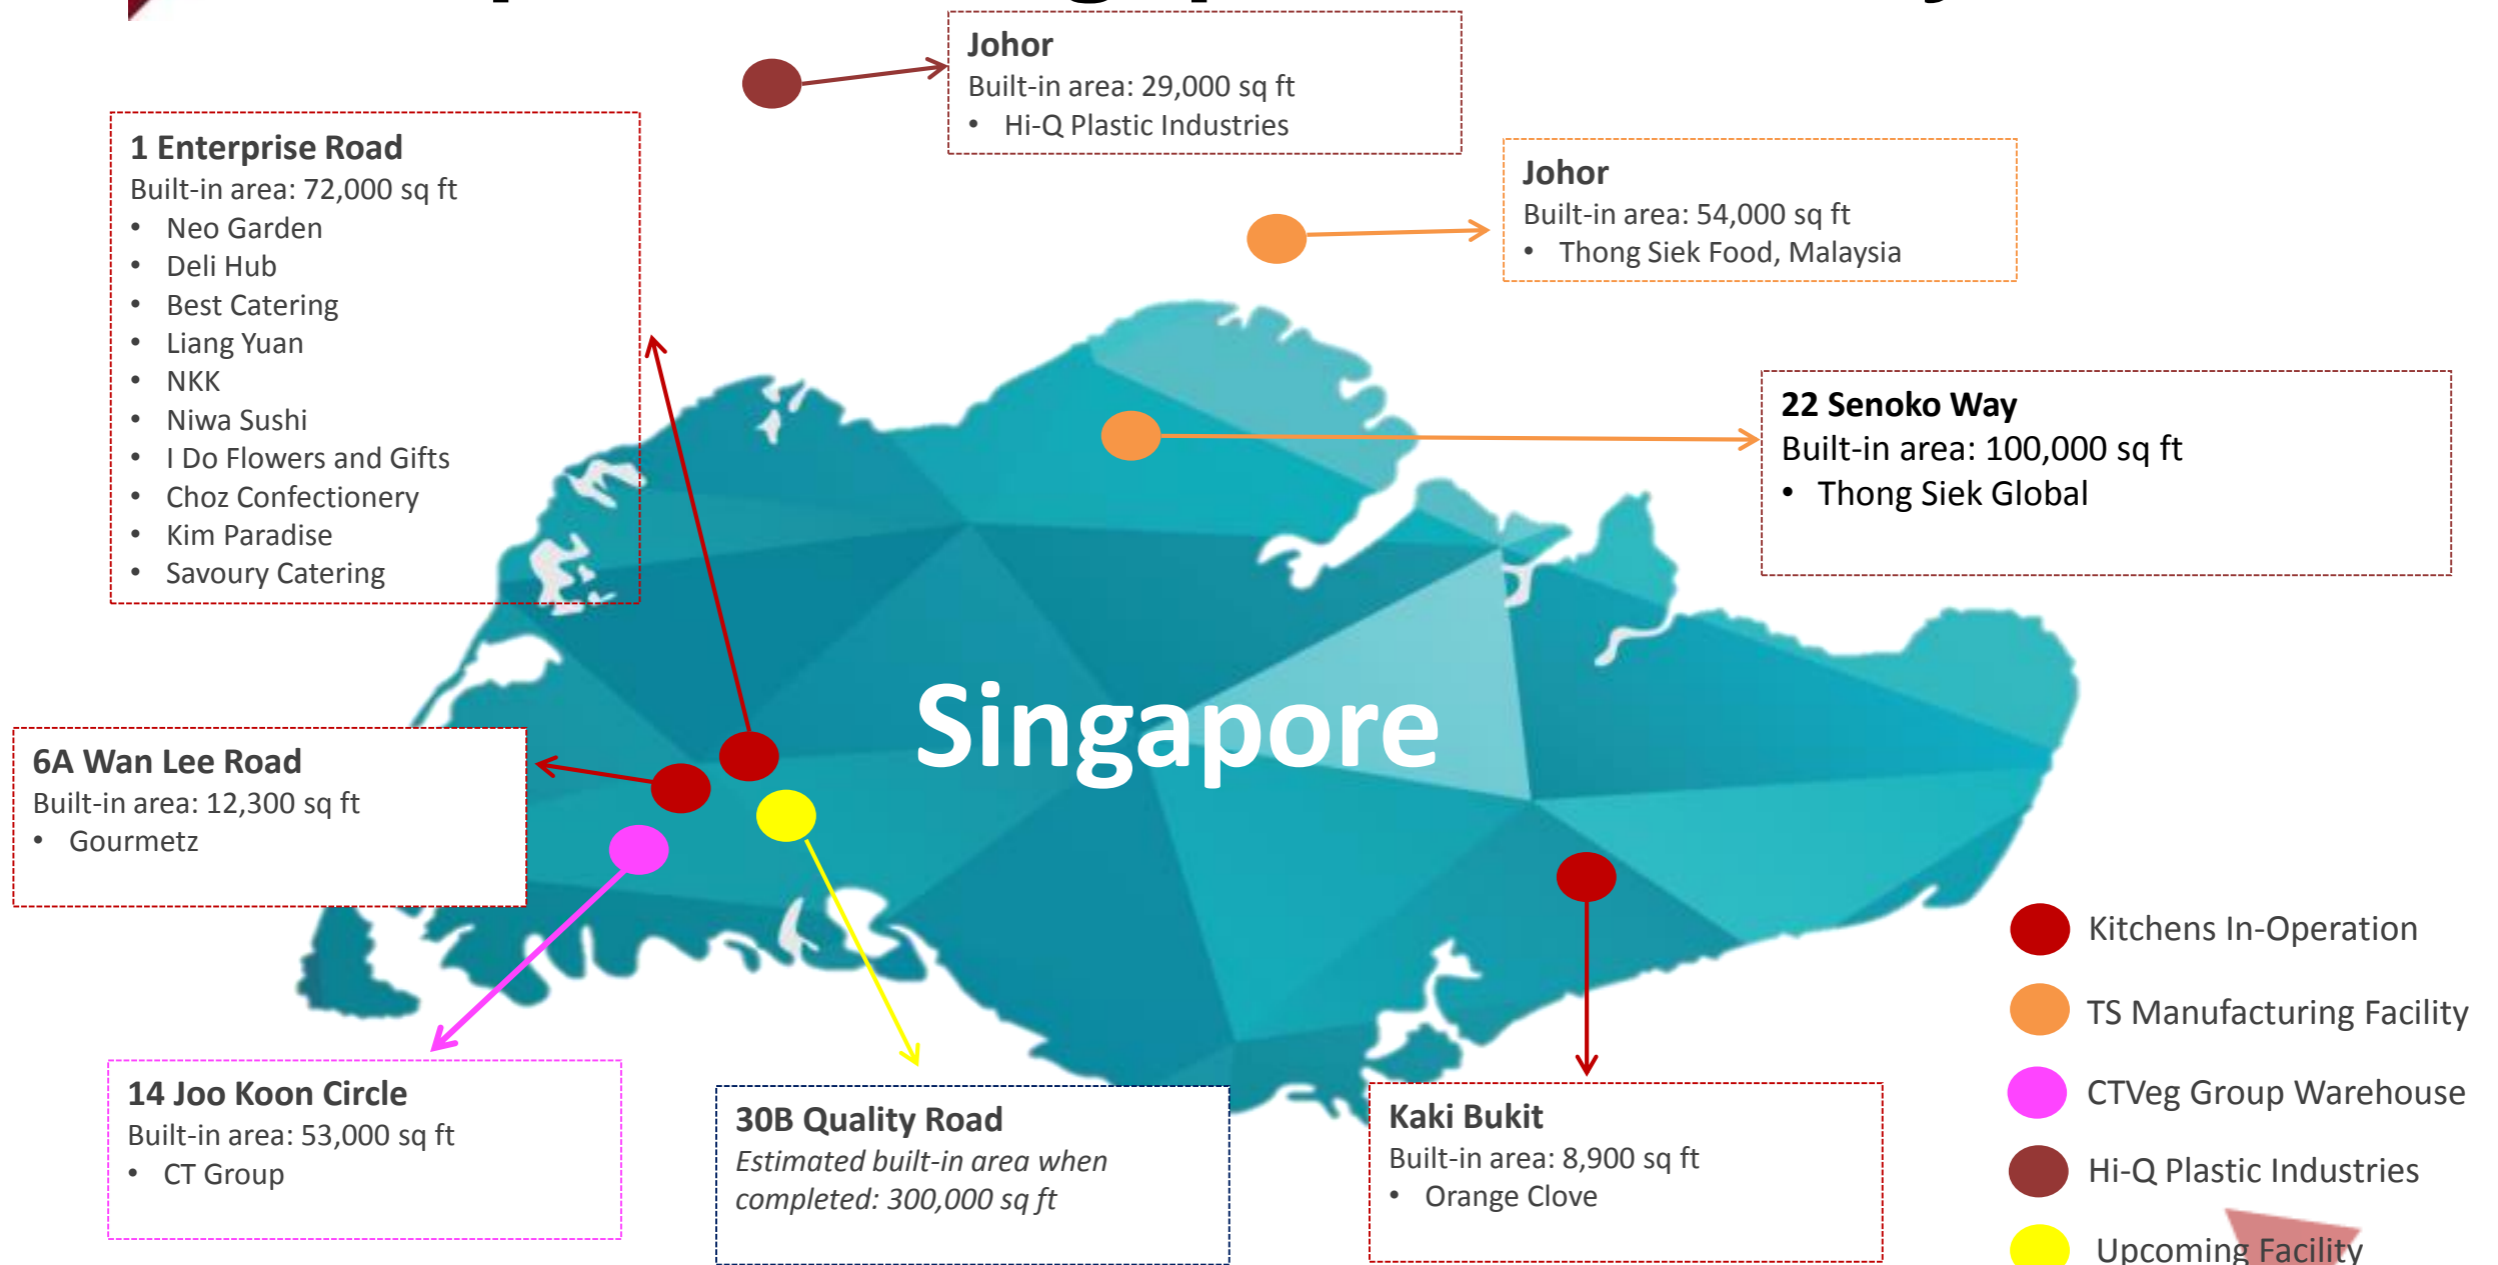 Johor
Built-in area: 29,000 sq ft
• Hi-Q Plastic Industries
1 Enterprise Road
Built-in area: 72,000 sq ft
• Neo Garden
• Deli Hub
• Best Catering
• Liang Yuan
• NKK
• Niwa Sushi
• I Do Flowers and Gifts
• Choz Confectionery
• Kim Paradise
• Savoury Catering
Johor
Built-in area: 54,000 sq ft
• Thong Siek Food, Malaysia
22 Senoko Way
Built-in area: 100,000 sq ft
• Thong Siek Global
Singapore
6A Wan Lee Road
Built-in area: 12,300 sq ft
• Gourmetz
14 Joo Koon Circle
Built-in area: 53,000 sq ft
• CT Group
30B Quality Road
Estimated built-in area when
completed: 300,000 sq ft
Kaki Bukit
Built-in area: 8,900 sq ft
• Orange Clove
Kitchens In-Operation
TS Manufacturing Facility
CTVeg Group Warehouse
Hi-Q Plastic Industries
Upcoming Facility